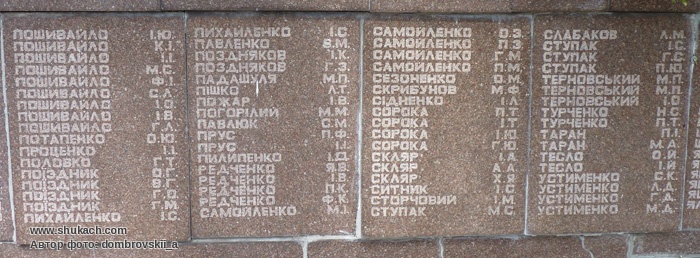 ПОШИВАЙЛО І.Ю.
ПОШИВАЙЛО К.І.
ПОШИВАЙЛО І.І.
ПОШИВАЙЛО М.С.
ПОШИВАЙЛО Ф.І.
ПОШИВАЙЛО С.Л.
ПОШИВАЙЛО І.О.
ПОШИВАЙЛО І.В.
ПОШИВАЙЛО Г.Л.
ПОТАПЕНКО О.Ю.
ПРОЦЕНКО І.І.
ПОЛОВКО Г.Т.
ПОЇЗДНИК О.Г.
ПОЇЗДНИК В.Г.
ПОЇЗДНИК Г.О.
ПОЇЗДНИК Г.М.
ПИХАЙЛЕНКО І.С.
ПИХАЙЛЕНКО І.С.
ПАВЛЕНКО В.М.
ПОЗДНЯКОВ І.К.
ПОЗДНЯКОВ Г.З.
ПАДАЩУЛЯ М.П.
ПІШКО Л.Т.
ПОЖАР І.В.
ПОГОРІЛИЙ М.М.
ПАВЛЮК Є.М.
ПРУС П.Ф.
ПРУС І.І.
ПИЛИПЕНКО І.Д.
РЕДЧЕНКО Я.В.
РЕДЧЕНКО В.В.
РЕДЧЕНКО П.К.
РЕДЧЕНКО Ф.К.
САМОЙЛЕНКО М.І.
САМОЙЛЕНКО О.З.
САМОЙЛЕНКО П.З.
САМОЙЛЕНКО Г.М.
САМОЙЛЕНКО П.М.
СЕЗОНЕНКО О.М.
СКРИБУНОВ М.Ф.
СІДНЕНКО І.Л.
СОРОКА П.Т.
СОРОКА Д.Т.
СОРОКА І.Ю.
СОРОКА Г.Ю.
СКЛЯР І.А.
СКЛЯР А.А.
СКЛЯР Х.Я.
СИТНИК І.С.
СТОРЧОВИЙ І.М.
СТУПАК М.С.
СЛАБАКОВ Л.М.
СТУПАК І.С.
СТУПАК Г.С.
СТУПАК П.О.
ТЕРНОВСЬКИЙ М.П.
ТЕРНОВСЬКИЙ М.П.
ТЕРНОВСЬКИЙ І.О.
ТУРЧЕНКО Н.С.
ТУРЧЕНКО І.С.
ТАРАН П.І.
ТАРАН М.А.
ТЕСЛО О.Й.
ТЕСЛО В.Й.
УСТИМЕНКО С.К.
УСТИМЕНКО Л.Д.
УСТИМЕНКО Г.Д.
УСТИМЕНКО М.Д.
www.shukach.com
Автор фото-dombrovskii_a